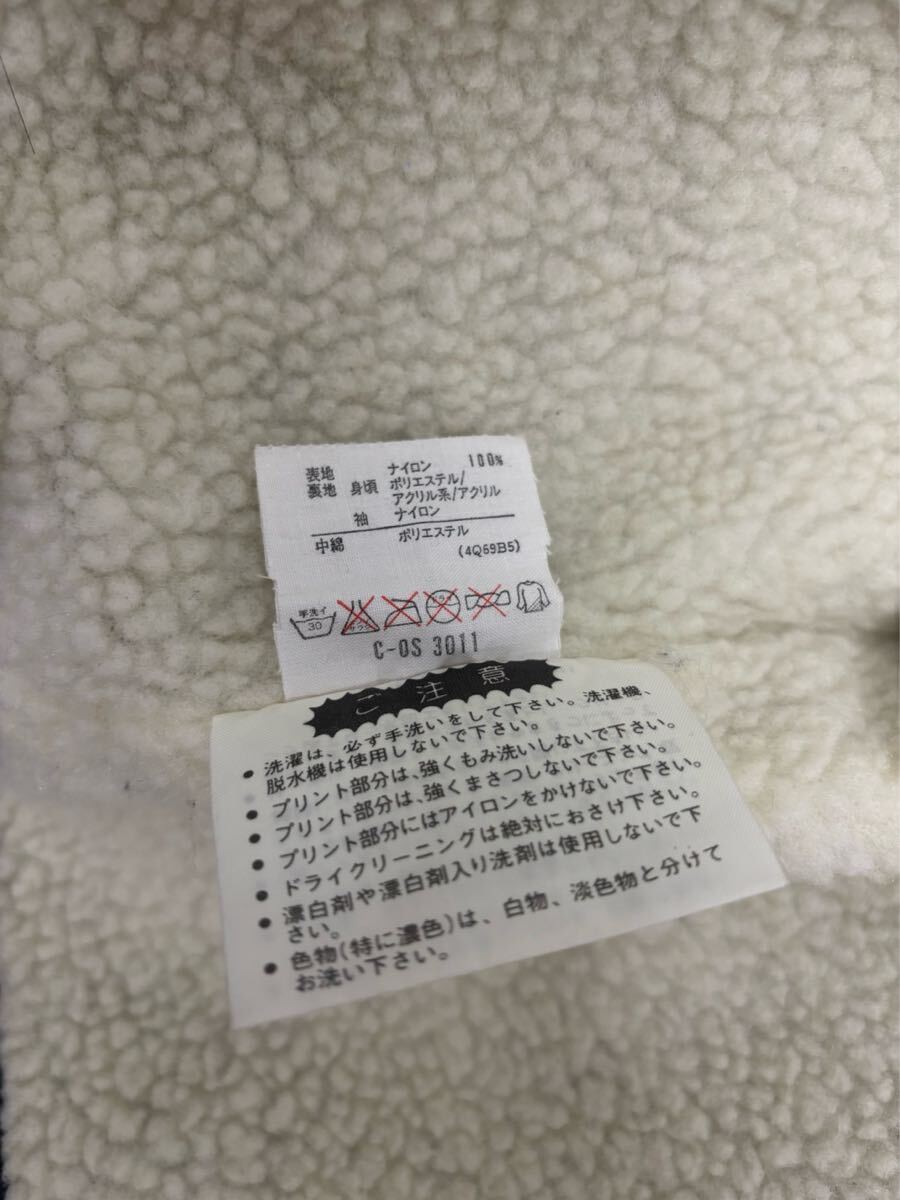 表地 ナイロン 100%
裏地 身頃 ポリエステル/
アクリル系/アクリル
袖 ナイロン
中綿 ポリエステル
(4Q69B5)
手洗イ
30
エンソ
サラシ
ドライ
C-OS 3011
ご注意
● 洗濯は、必ず手洗いをして下さい。洗濯機、
脱水機は使用しないで下さい。
● プリント部分は、強くもみ洗いしないで下さい。
● プリント部分は、強くまさつしないで下さい。
● プリント部分にはアイロンをかけないで下さい。
● ドライクリーニングは絶対におさけ下さい。
● 漂白剤や漂白剤入り洗剤は使用しないで下
さい。
● 色物(特に濃色)は、白物、淡色物と分けて
お洗い下さい。